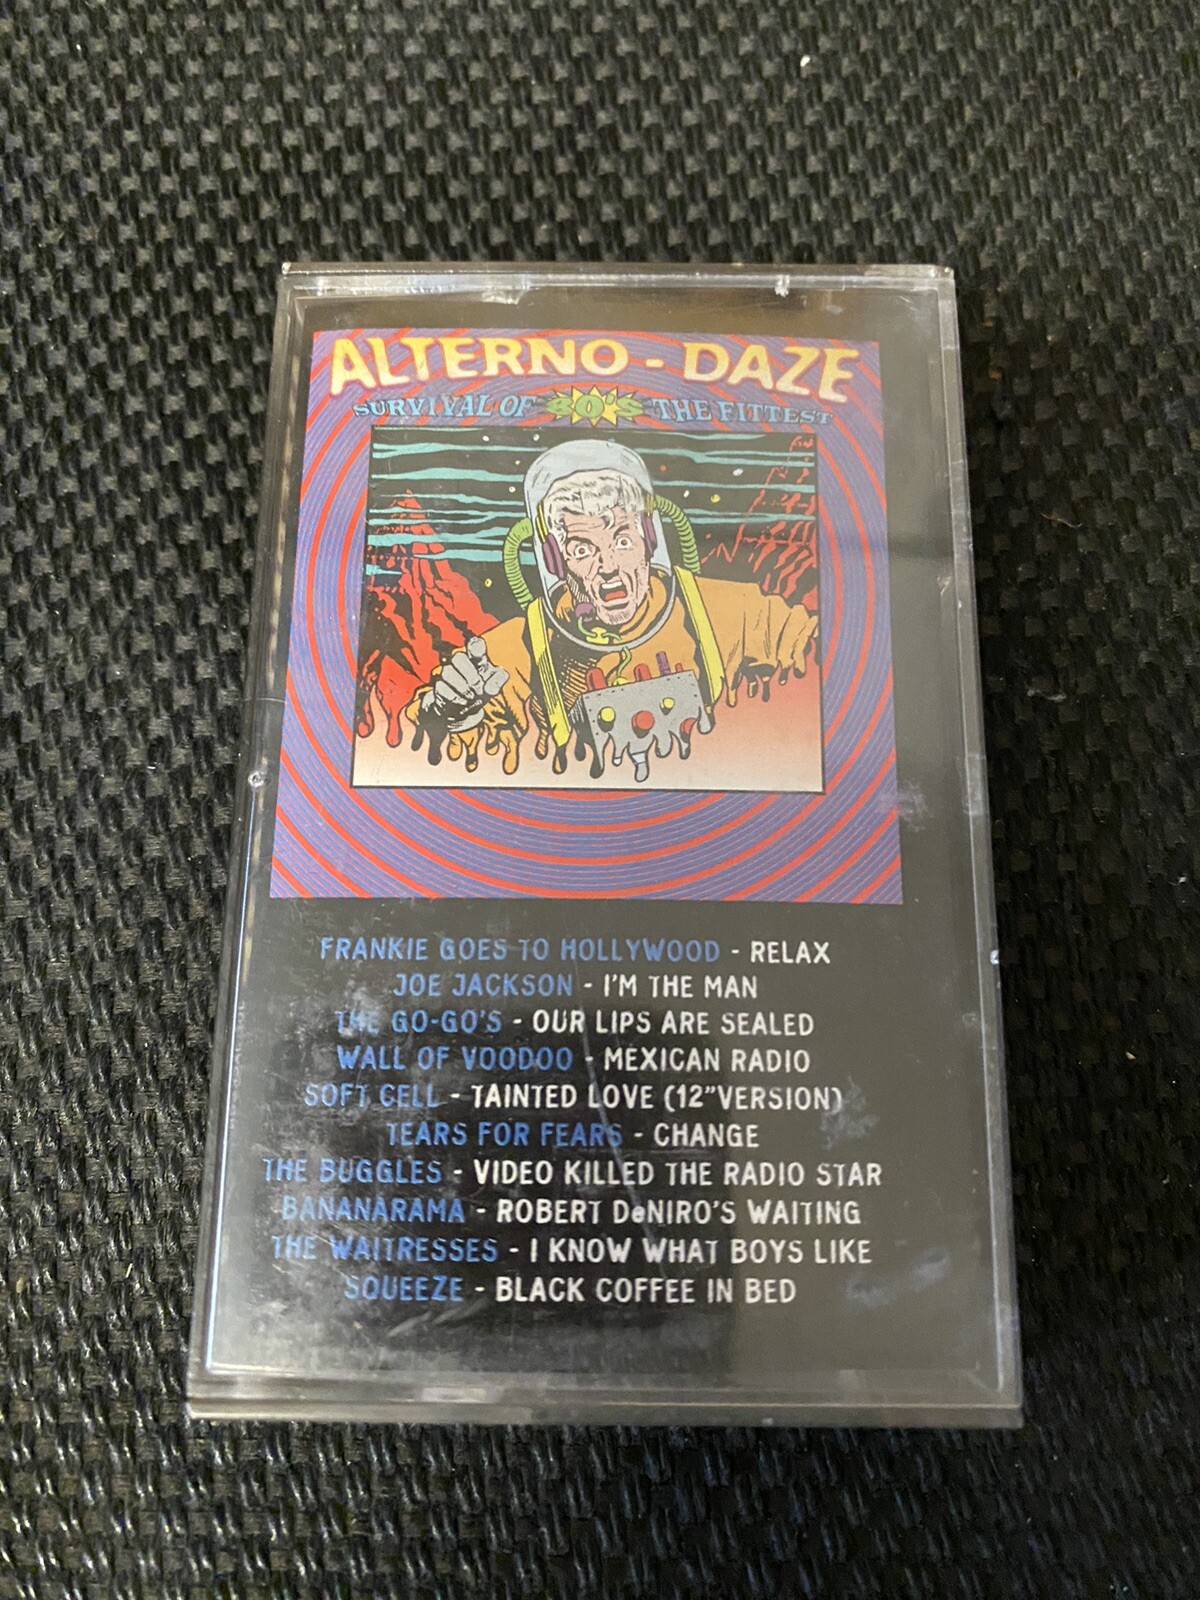 ALTERNO - DAZE
SURVIVAL OF 80'S THE FITTEST
FRANKIE GOES TO HOLLYWOOD - RELAX
JOE JACKSON - I'M THE MAN
THE GO-GO'S - OUR LIPS ARE SEALED
WALL OF VOODOO - MEXICAN RADIO
SOFT CELL - TAINTED LOVE (12"VERSION)
TEARS FOR FEARS - CHANGE
THE BUGGLES - VIDEO KILLED THE RADIO STAR
BANANARAMA - ROBERT DeNIRO'S WAITING
THE WAITRESSES - I KNOW WHAT BOYS LIKE
SQUEEZE - BLACK COFFEE IN BED